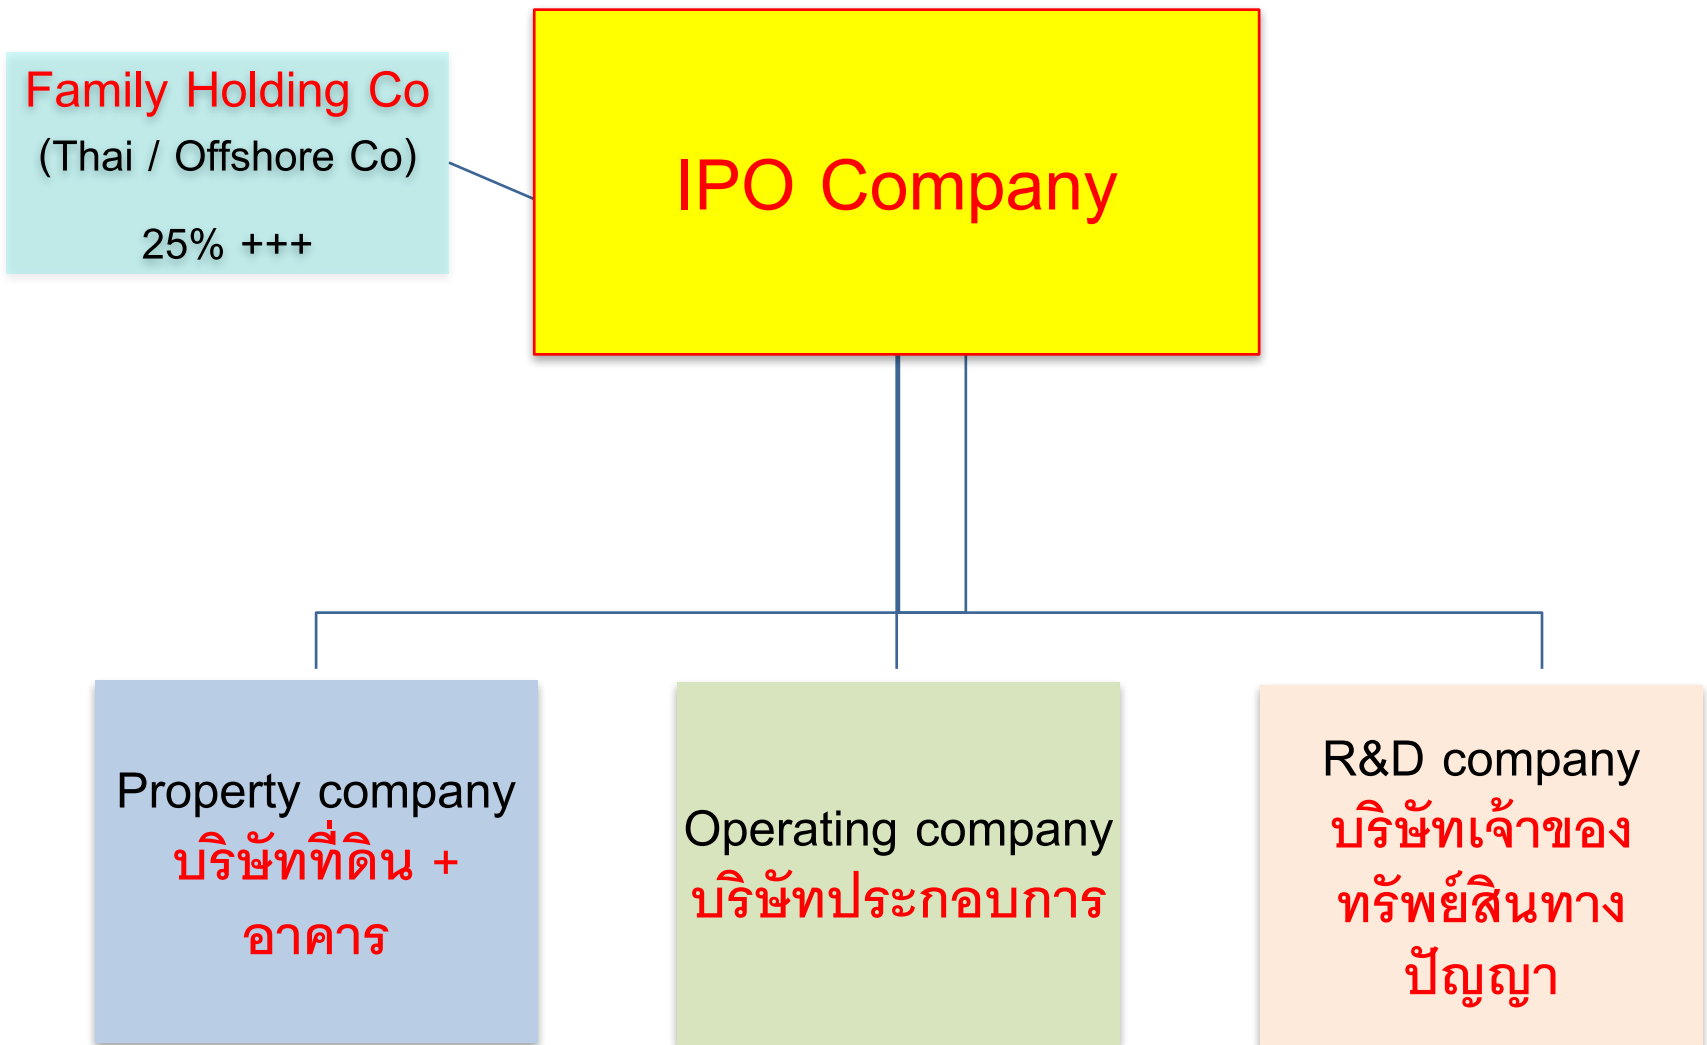 Family Holding Co
(Thai / Offshore Co)
25% +++
IPO Company
Property company
บริษัทที่ดิน +
อาคาร
Operating company
บริษัทประกอบการ
R&D company
บริษัทเจ้าของ
ทรัพย์สินทาง
ปัญญา